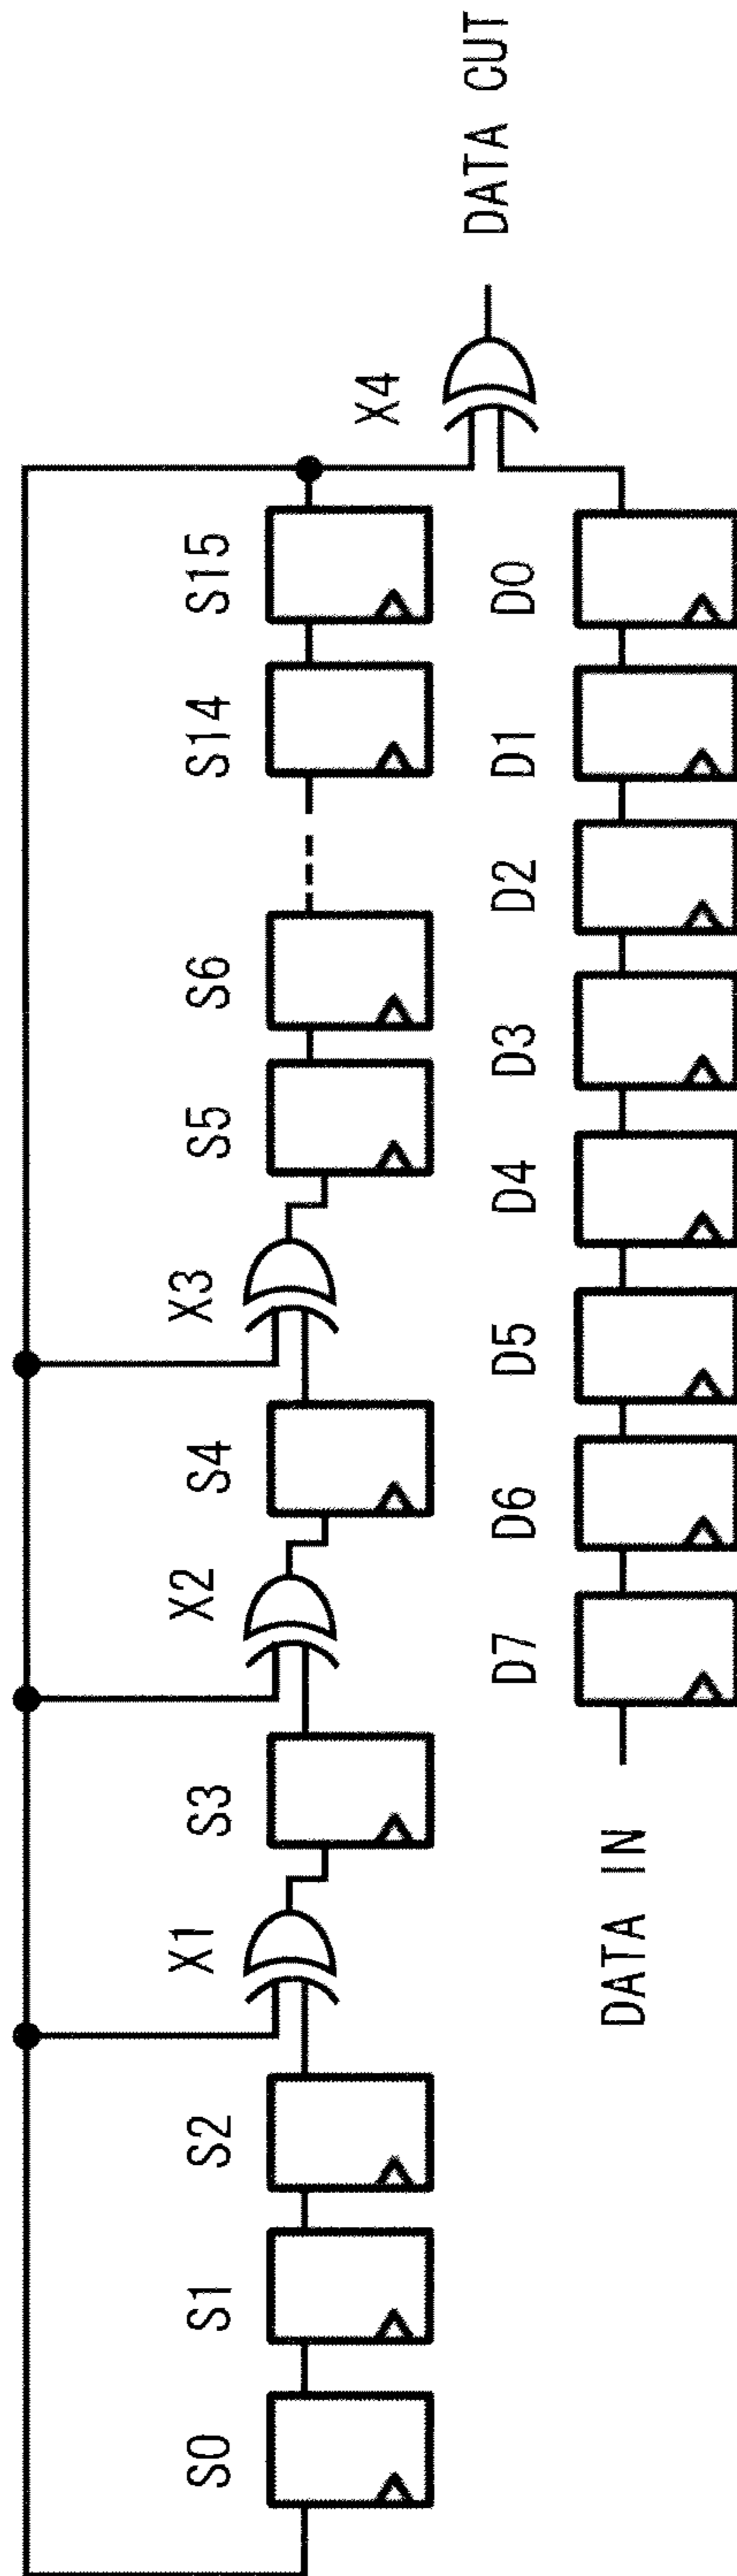 S0
S1
S2
X1
S3
X2
S4
X3
S5
S6
S14
S15
X4
DATA CUT
DATA IN
D7
D6
D5
D4
D3
D2
D1
D0